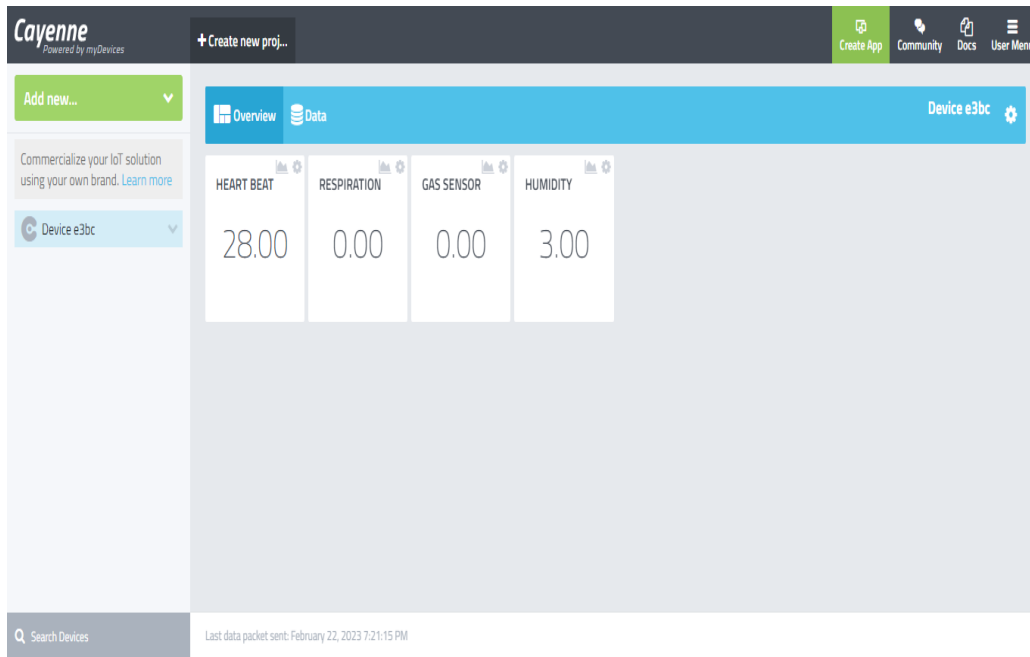 Cayenne
Powered by myDevices
+ Create new proj...
Create App
Community
Docs
User Menu
Add new...
Commercialize your IoT solution
using your own brand. Learn more
Device e3bc
Overview
Data
Device e3bc
HEART BEAT
RESPIRATION
GAS SENSOR
HUMIDITY
28.00
0.00
0.00
3.00
Search Devices
Last data packet sent: February 22, 2023 7:21:15 PM